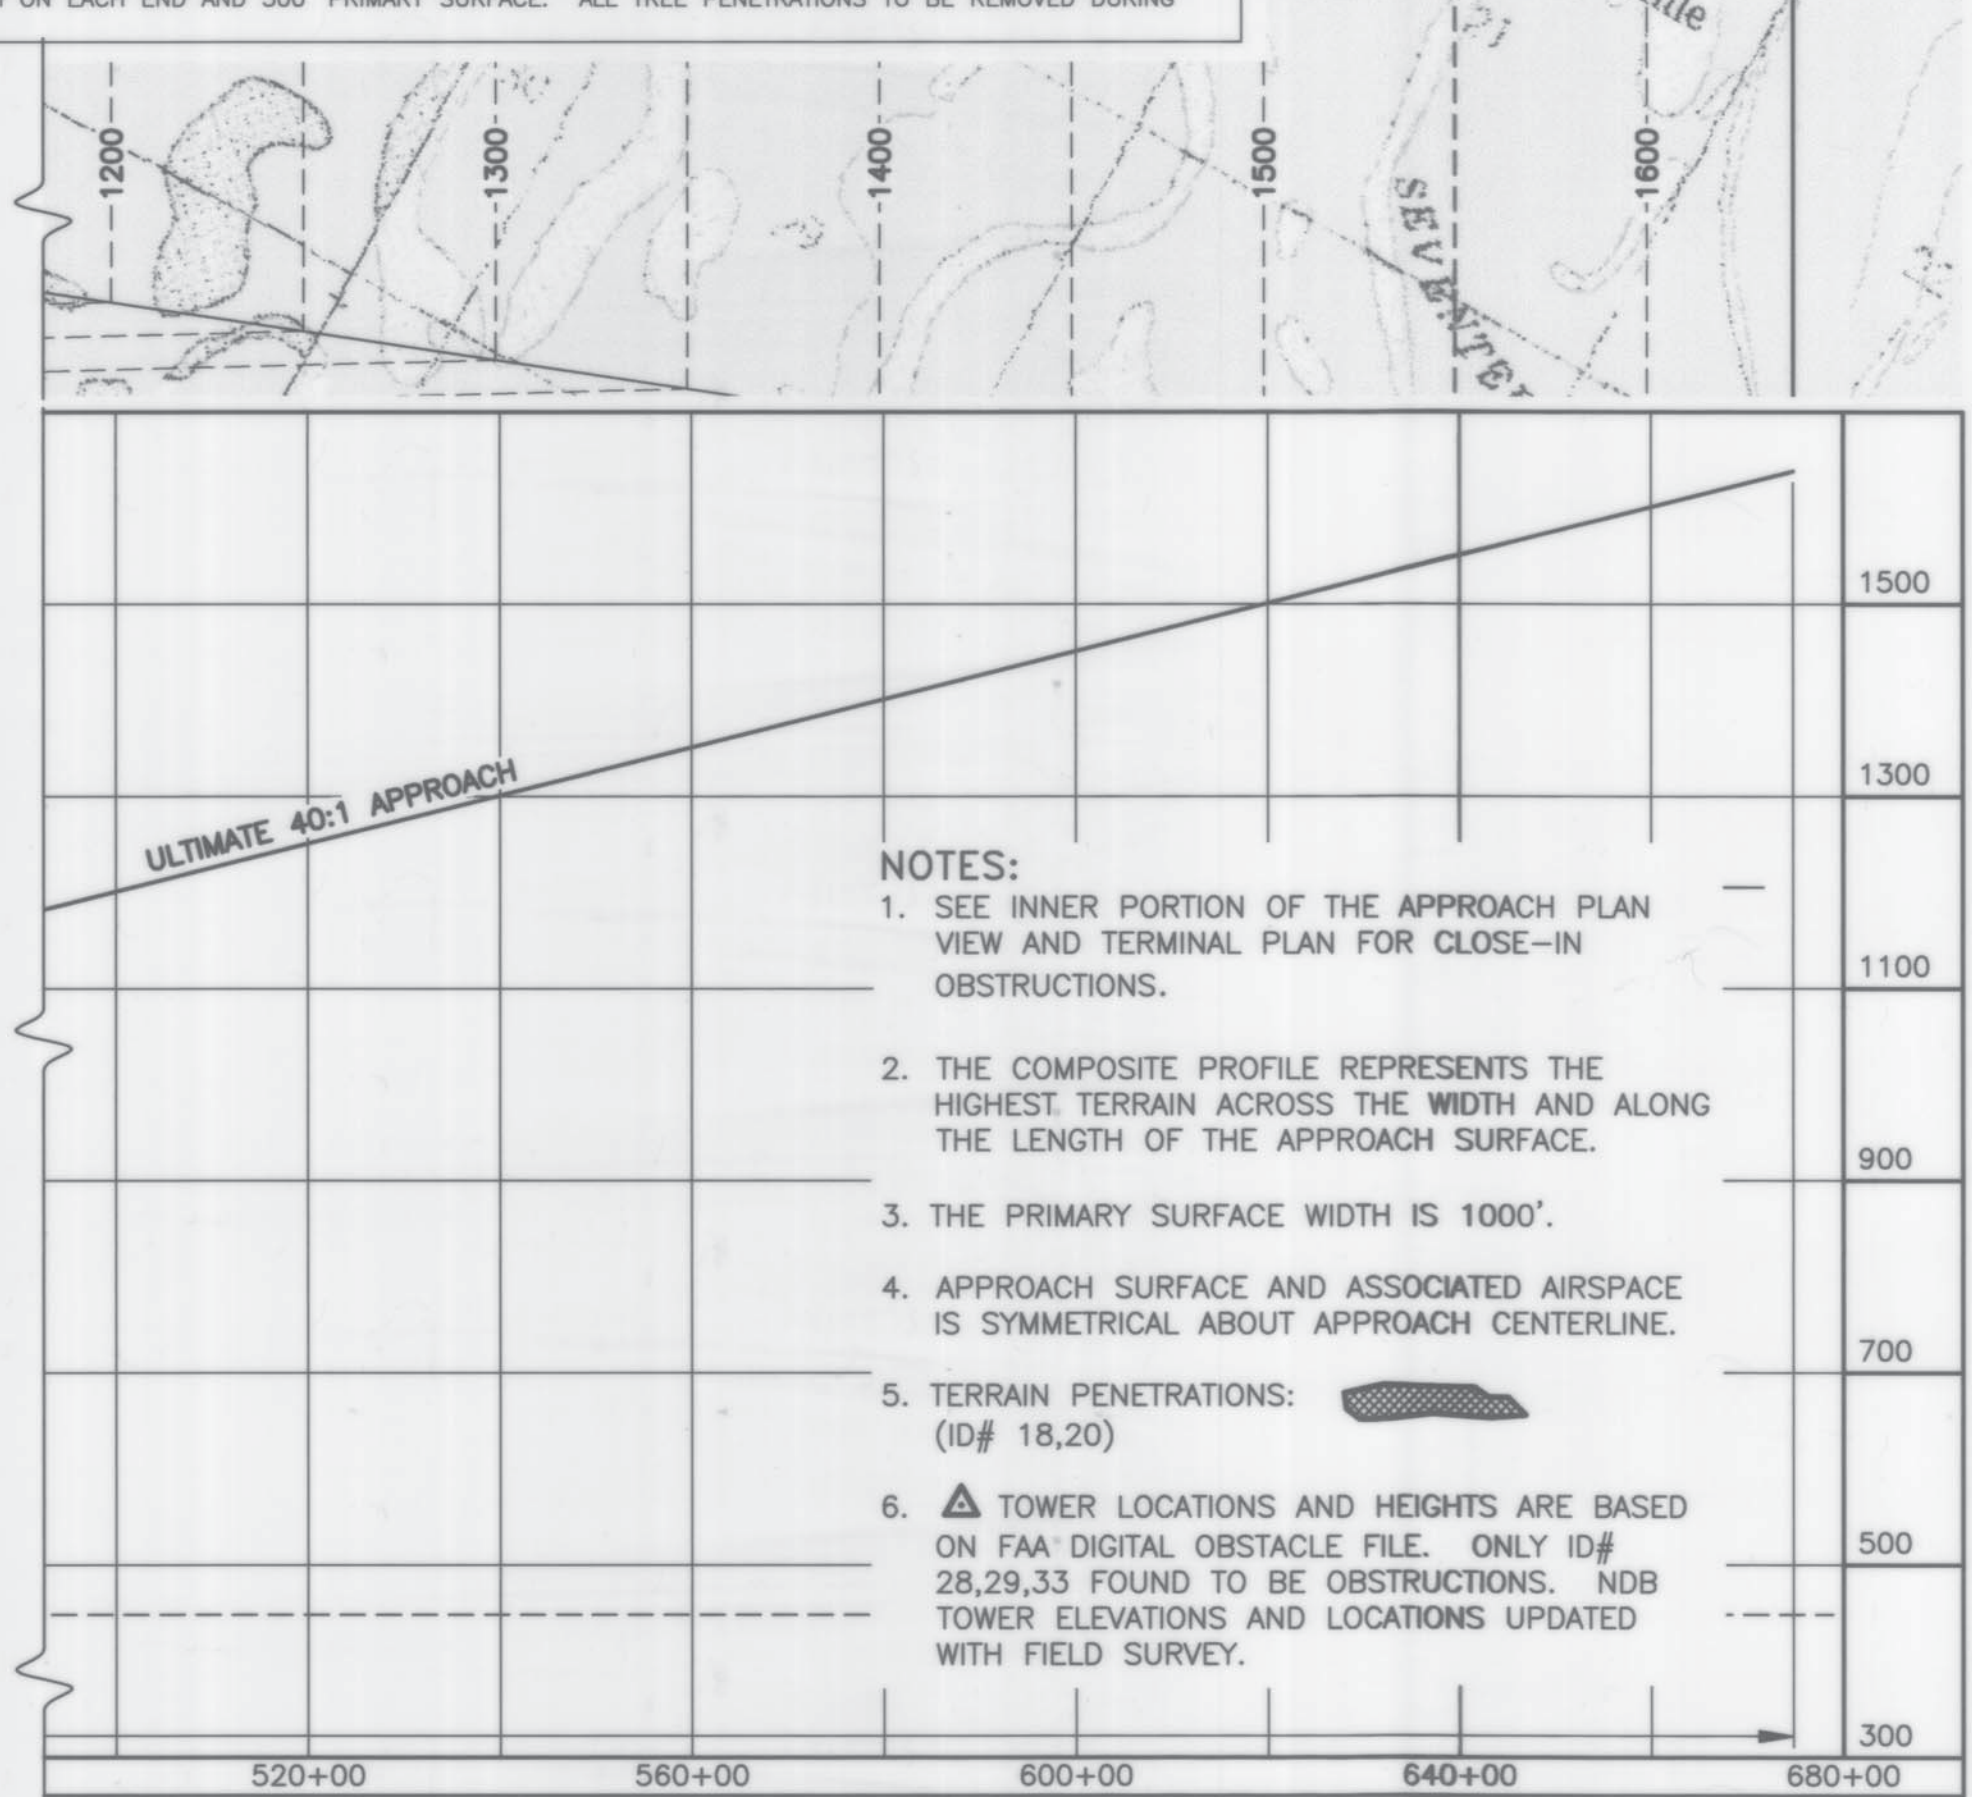 ON EACH END AND 500' PRIMARY SURFACE. ALL TREE PENETRATIONS TO BE REMOVED DURING
1200
1300
1400
1500
1600
ULTIMATE 40:1 APPROACH
1500
1300
1100
900
700
500
300
NOTES:
1. SEE INNER PORTION OF THE APPROACH PLAN
VIEW AND TERMINAL PLAN FOR CLOSE-IN
OBSTRUCTIONS.
2. THE COMPOSITE PROFILE REPRESENTS THE
HIGHEST TERRAIN ACROSS THE WIDTH AND ALONG
THE LENGTH OF THE APPROACH SURFACE.
3. THE PRIMARY SURFACE WIDTH IS 1000'.
4. APPROACH SURFACE AND ASSOCIATED AIRSPACE
IS SYMMETRICAL ABOUT APPROACH CENTERLINE.
5. TERRAIN PENETRATIONS:
(ID# 18,20)
6. TOWER LOCATIONS AND HEIGHTS ARE BASED
ON FAA DIGITAL OBSTACLE FILE. ONLY ID#
28,29,33 FOUND TO BE OBSTRUCTIONS. NDB
TOWER ELEVATIONS AND LOCATIONS UPDATED
WITH FIELD SURVEY.
520+00
560+00
600+00
640+00
680+00